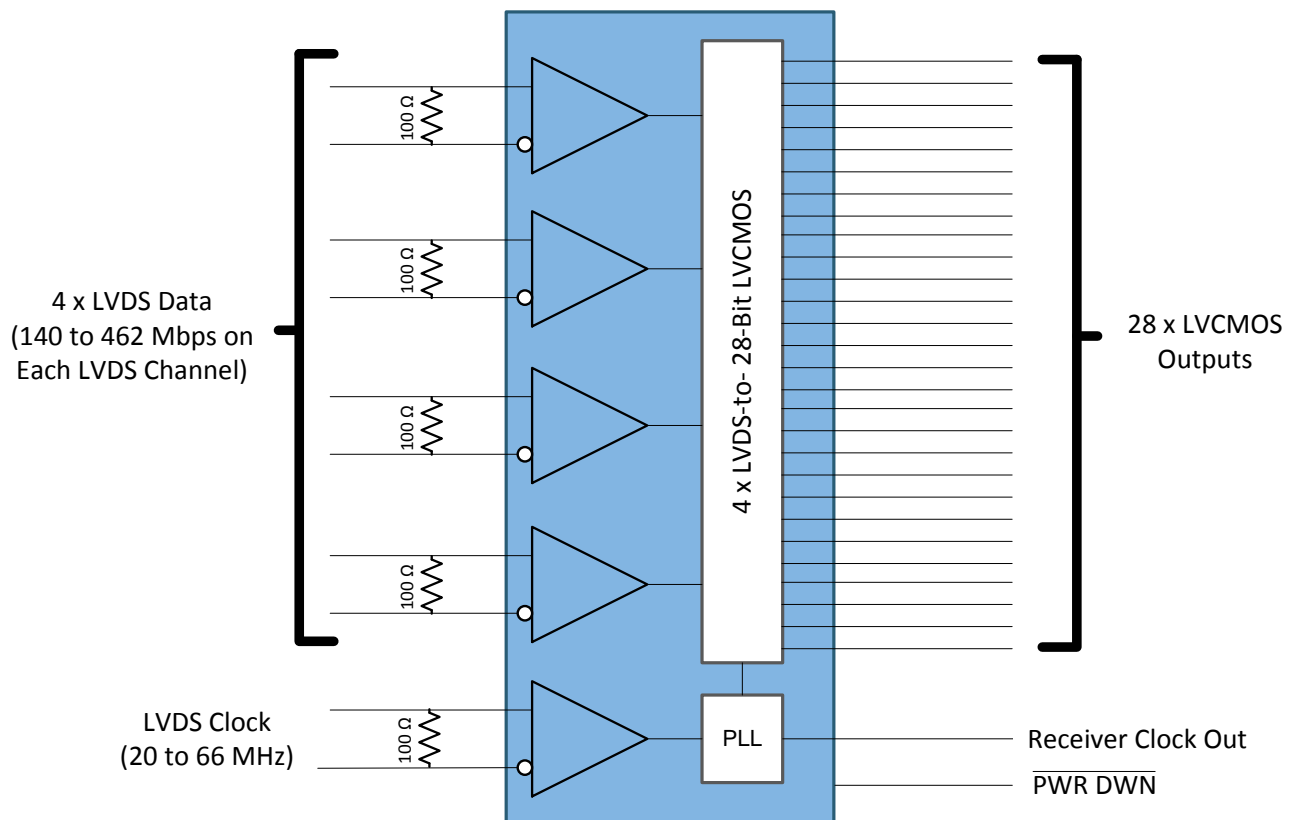 100 Ω
100 Ω
100 Ω
100 Ω
100 Ω
4 x LVDS Data
(140 to 462 Mbps on
Each LVDS Channel)
LVDS Clock
(20 to 66 MHz)
4 x LVDS-to- 28-Bit LVCMOS
PLL
28 x LVCMOS
Outputs
Receiver Clock Out
PWR DWN